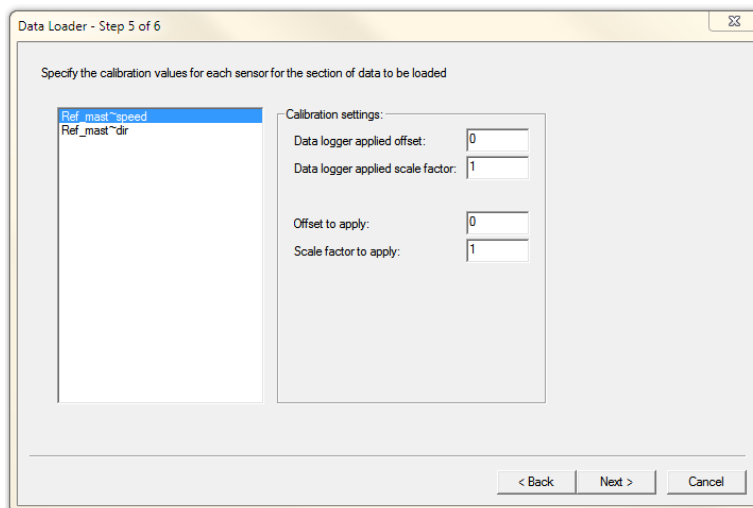 Data Loader - Step 5 of 6
Specify the calibration values for each sensor for the section of data to be loaded
Ref_mast~speed
Ref_mast~dir
Calibration settings:
Data logger applied offset: 0
Data logger applied scale factor: 1
Offset to apply: 0
Scale factor to apply: 1
< Back Next > Cancel